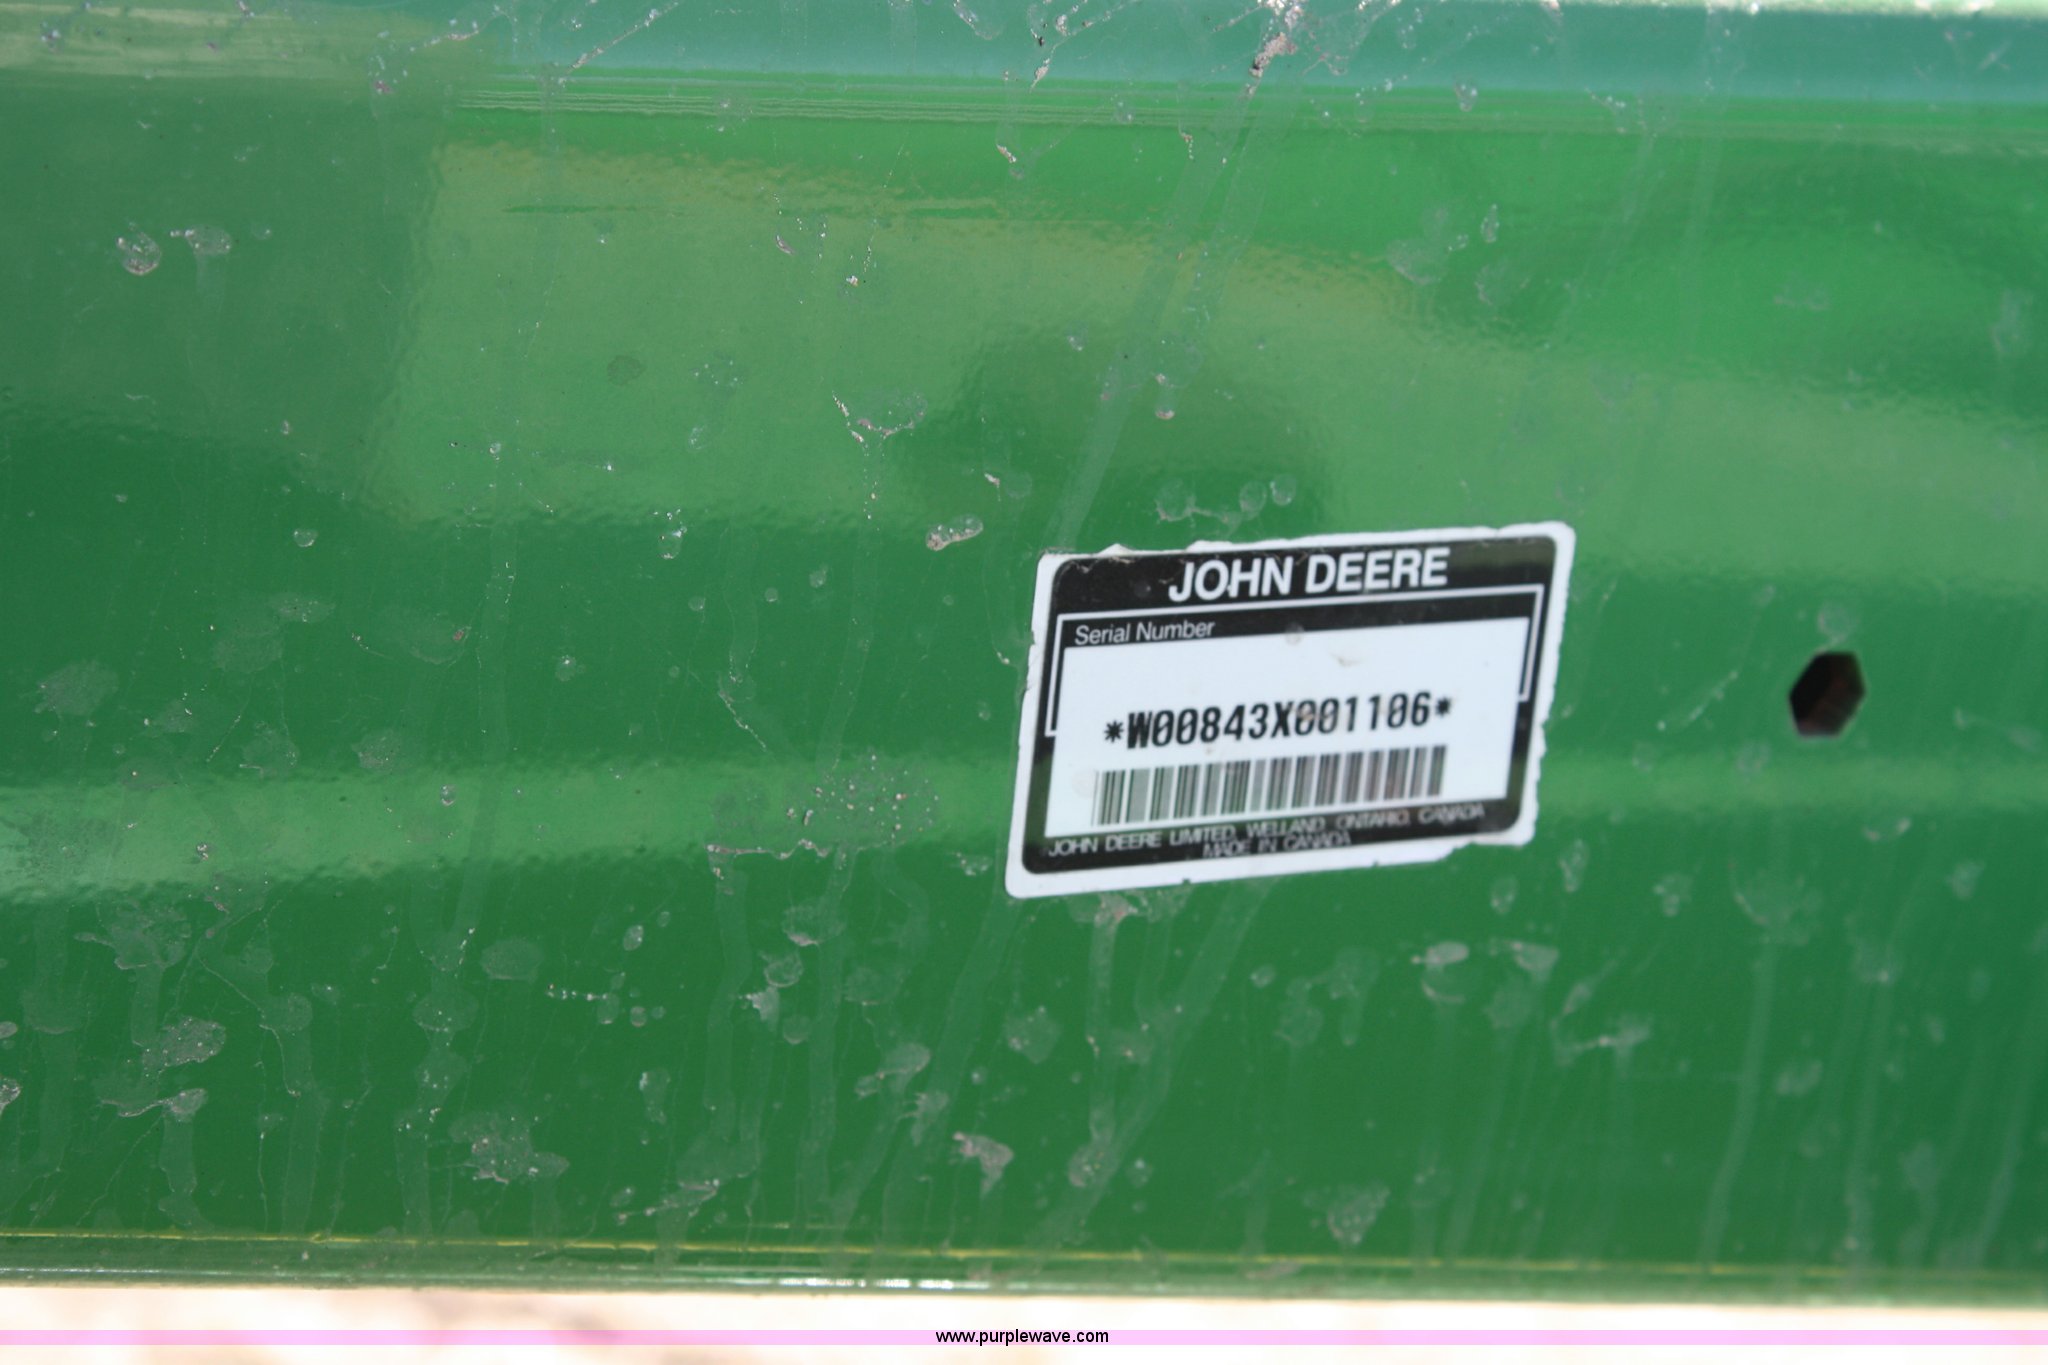 JOHN DEERE
Serial Number
*W00843X001106*
JOHN DEERE LIMITED, WELLAND, ONTARIO, CANADA
MADE IN CANADA
www.purplewave.com